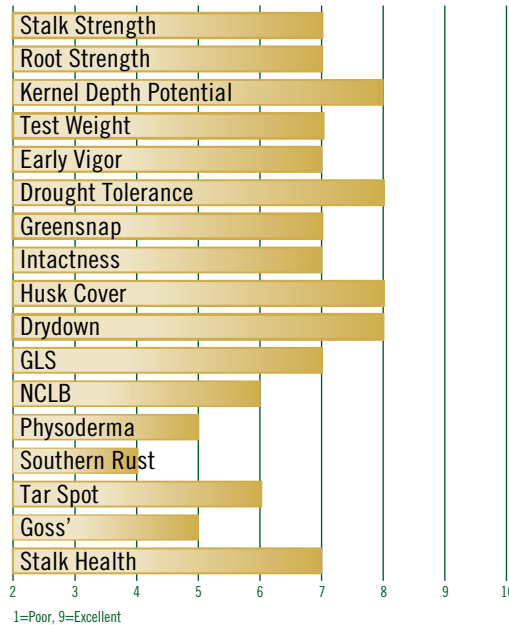 Stalk Strength
Root Strength
Kernel Depth Potential
Test Weight
Early Vigor
Drought Tolerance
Greensnap
Intactness
Husk Cover
Drydown
GLS
NCLB
Physoderma
Southern Rust
Tar Spot
Goss’
Stalk Health
2 3 4 5 6 7 8 9 10
1=Poor, 9=Excellent